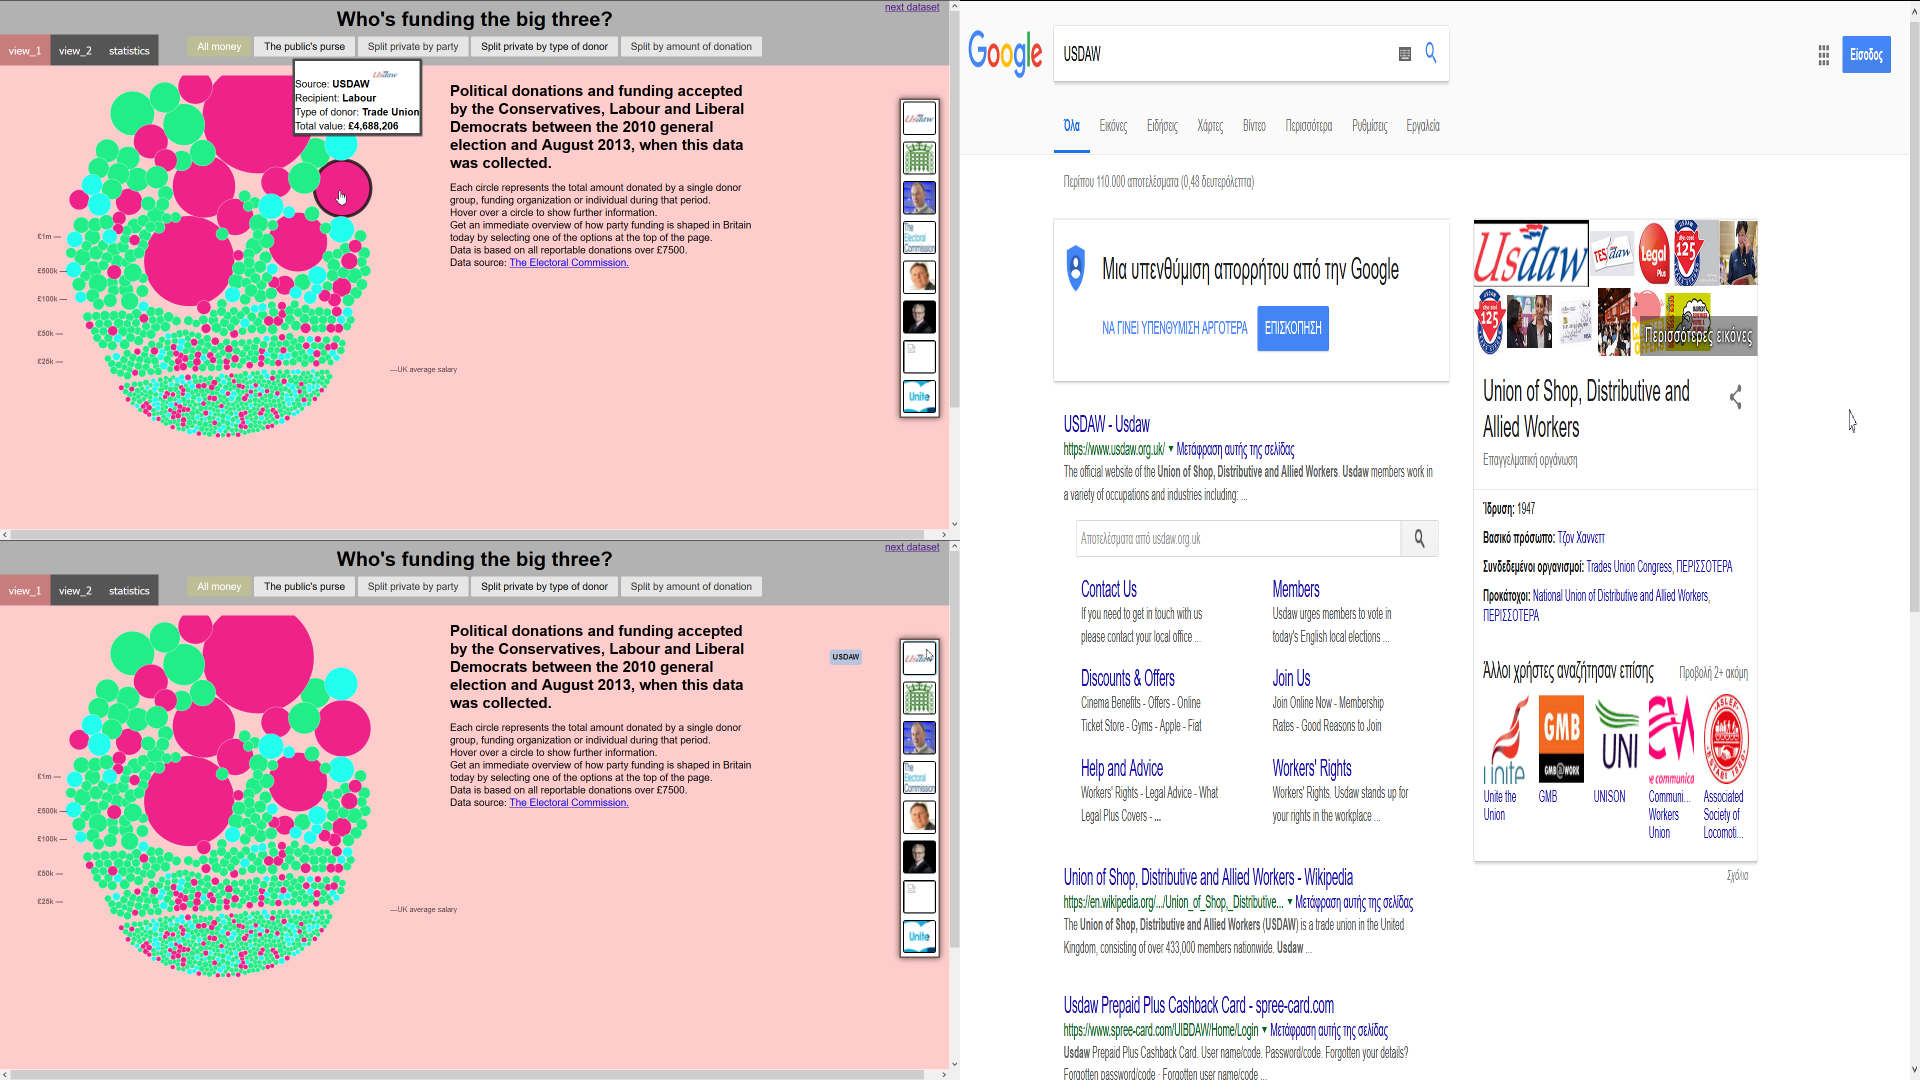 next dataset
Who's funding the big three?
view_1 view_2 statistics
All money The public's purse Split private by party Split private by type of donor Split by amount of donation
Usdaw
Source: USDAW
Recipient: Labour
Type of donor: Trade Union
Total value: £4,688,206
Political donations and funding accepted
by the Conservatives, Labour and Liberal
Democrats between the 2010 general
election and August 2013, when this data
was collected.
Each circle represents the total amount donated by a single donor
group, funding organization or individual during that period.
Hover over a circle to show further information.
Get an immediate overview of how party funding is shaped in Britain
today by selecting one of the options at the top of the page.
Data is based on all reportable donations over £7500.
Data source: The Electoral Commission.
£1m —
£500k —
£100k —
£50k —
£25k —
—UK average salary
Usdaw
The
Electoral
Commission
Unite
next dataset
Who's funding the big three?
view_1 view_2 statistics
All money The public's purse Split private by party Split private by type of donor Split by amount of donation
Political donations and funding accepted
by the Conservatives, Labour and Liberal
Democrats between the 2010 general
election and August 2013, when this data
was collected.
Each circle represents the total amount donated by a single donor
group, funding organization or individual during that period.
Hover over a circle to show further information.
Get an immediate overview of how party funding is shaped in Britain
today by selecting one of the options at the top of the page.
Data is based on all reportable donations over £7500.
Data source: The Electoral Commission.
£1m —
£500k —
£100k —
£50k —
£25k —
—UK average salary
USDAW
Usdaw
The
Electoral
Commission
Unite
Google
USDAW
Είσοδος
Όλα Εικόνες Ειδήσεις Χάρτες Βίντεο Περισσότερα Ρυθμίσεις Εργαλεία
Περίπου 110.000 αποτελέσματα (0,48 δευτερόλεπτα)
Μια υπενθύμιση απορρήτου από την Google
ΝΑ ΓΙΝΕΙ ΥΠΕΝΘΥΜΙΣΗ ΑΡΓΟΤΕΡΑ ΕΠΙΣΚΟΠΗΣΗ
USDAW - Usdaw
https://www.usdaw.org.uk/ ▾ Μετάφραση αυτής της σελίδας
The official website of the Union of Shop, Distributive and Allied Workers. Usdaw members work in
a variety of occupations and industries including: ...
Αποτελέσματα από usdaw.org.uk
Contact Us
If you need to get in touch with us
please contact your local office ...
Members
Usdaw urges members to vote in
today's English local elections ...
Discounts & Offers
Cinema Benefits - Offers - Online
Ticket Store - Gyms - Apple - Fiat
Join Us
Join Online Now - Membership
Rates - Good Reasons to Join
Help and Advice
Workers' Rights - Legal Advice - What
Legal Plus Covers - ...
Workers' Rights
Workers' Rights. Usdaw stands up for
your rights in the workplace ...
Union of Shop, Distributive and Allied Workers - Wikipedia
https://en.wikipedia.org/.../Union_of_Shop,_Distributive... ▾ Μετάφραση αυτής της σελίδας
The Union of Shop, Distributive and Allied Workers (USDAW) is a trade union in the United
Kingdom, consisting of over 433,000 members nationwide. Usdaw ...
Usdaw Prepaid Plus Cashback Card - spree-card.com
https://www.spree-card.com/UIBDAW/Home/Login ▾ Μετάφραση αυτής της σελίδας
Usdaw Prepaid Plus Cashback Card. User name/code. Password/code. Forgotten your details?
Forgotten password/code · Forgotten user name/code ...
Usdaw
Legal
Plus
125
125
Περισσότερες εικόνες
Union of Shop, Distributive and
Allied Workers
Επαγγελματική οργάνωση
Ίδρυση: 1947
Βασικό πρόσωπο: Τζον Χαννεττ
Συνδεδεμένοι οργανισμοί: Trades Union Congress, ΠΕΡΙΣΣΟΤΕΡΑ
Προκάτοχοι: National Union of Distributive and Allied Workers,
ΠΕΡΙΣΣΟΤΕΡΑ
Άλλοι χρήστες αναζήτησαν επίσης Προβολή 2+ ακόμη
unite
GMB
GMB@WORK
UNI
ASLEF
Unite the
Union
GMB
UNISON
Communi...
Workers
Union
Associated
Society of
Locomoti...
Σχόλια